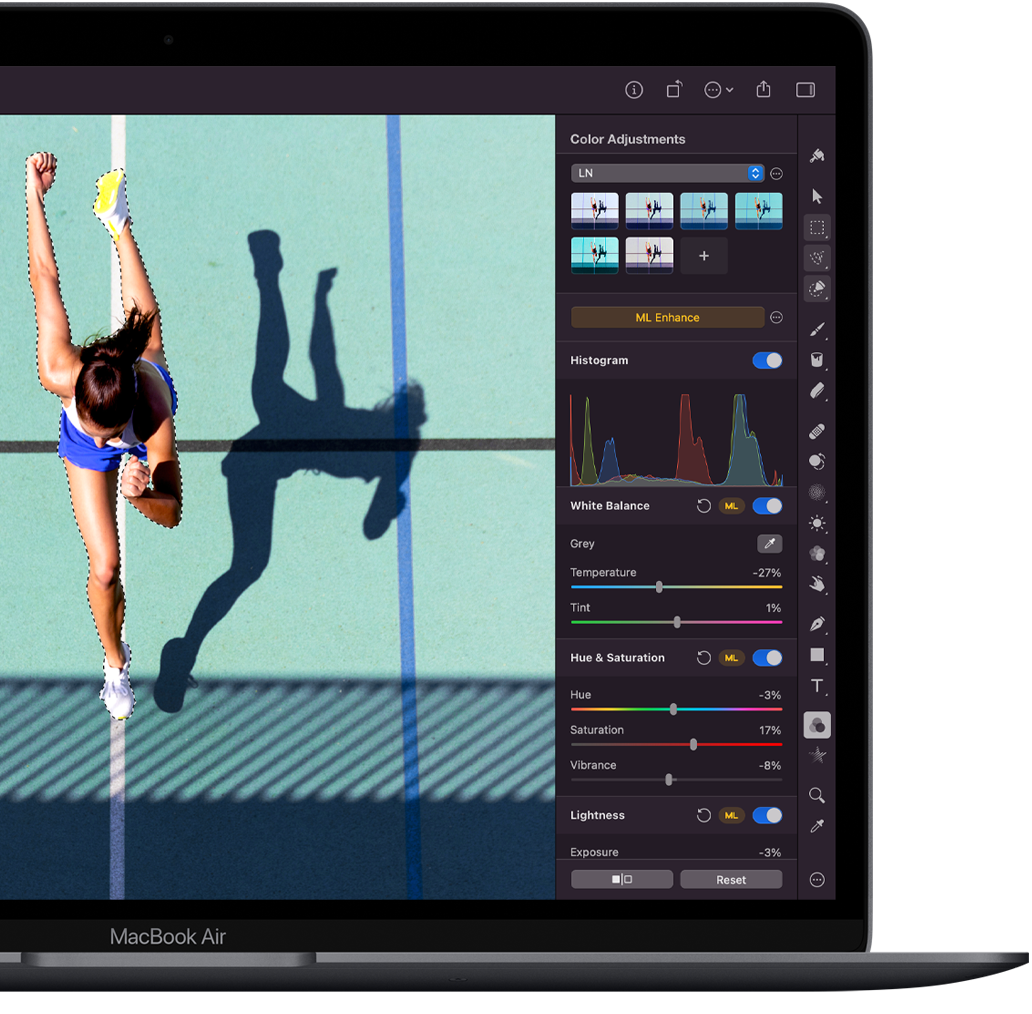 Color Adjustments
LN
ML Enhance
Histogram
White Balance ML
Grey
Temperature -27%
Tint 1%
Hue & Saturation ML
Hue -3%
Saturation 17%
Vibrance -8%
Lightness ML
Exposure -3%
Reset
MacBook Air